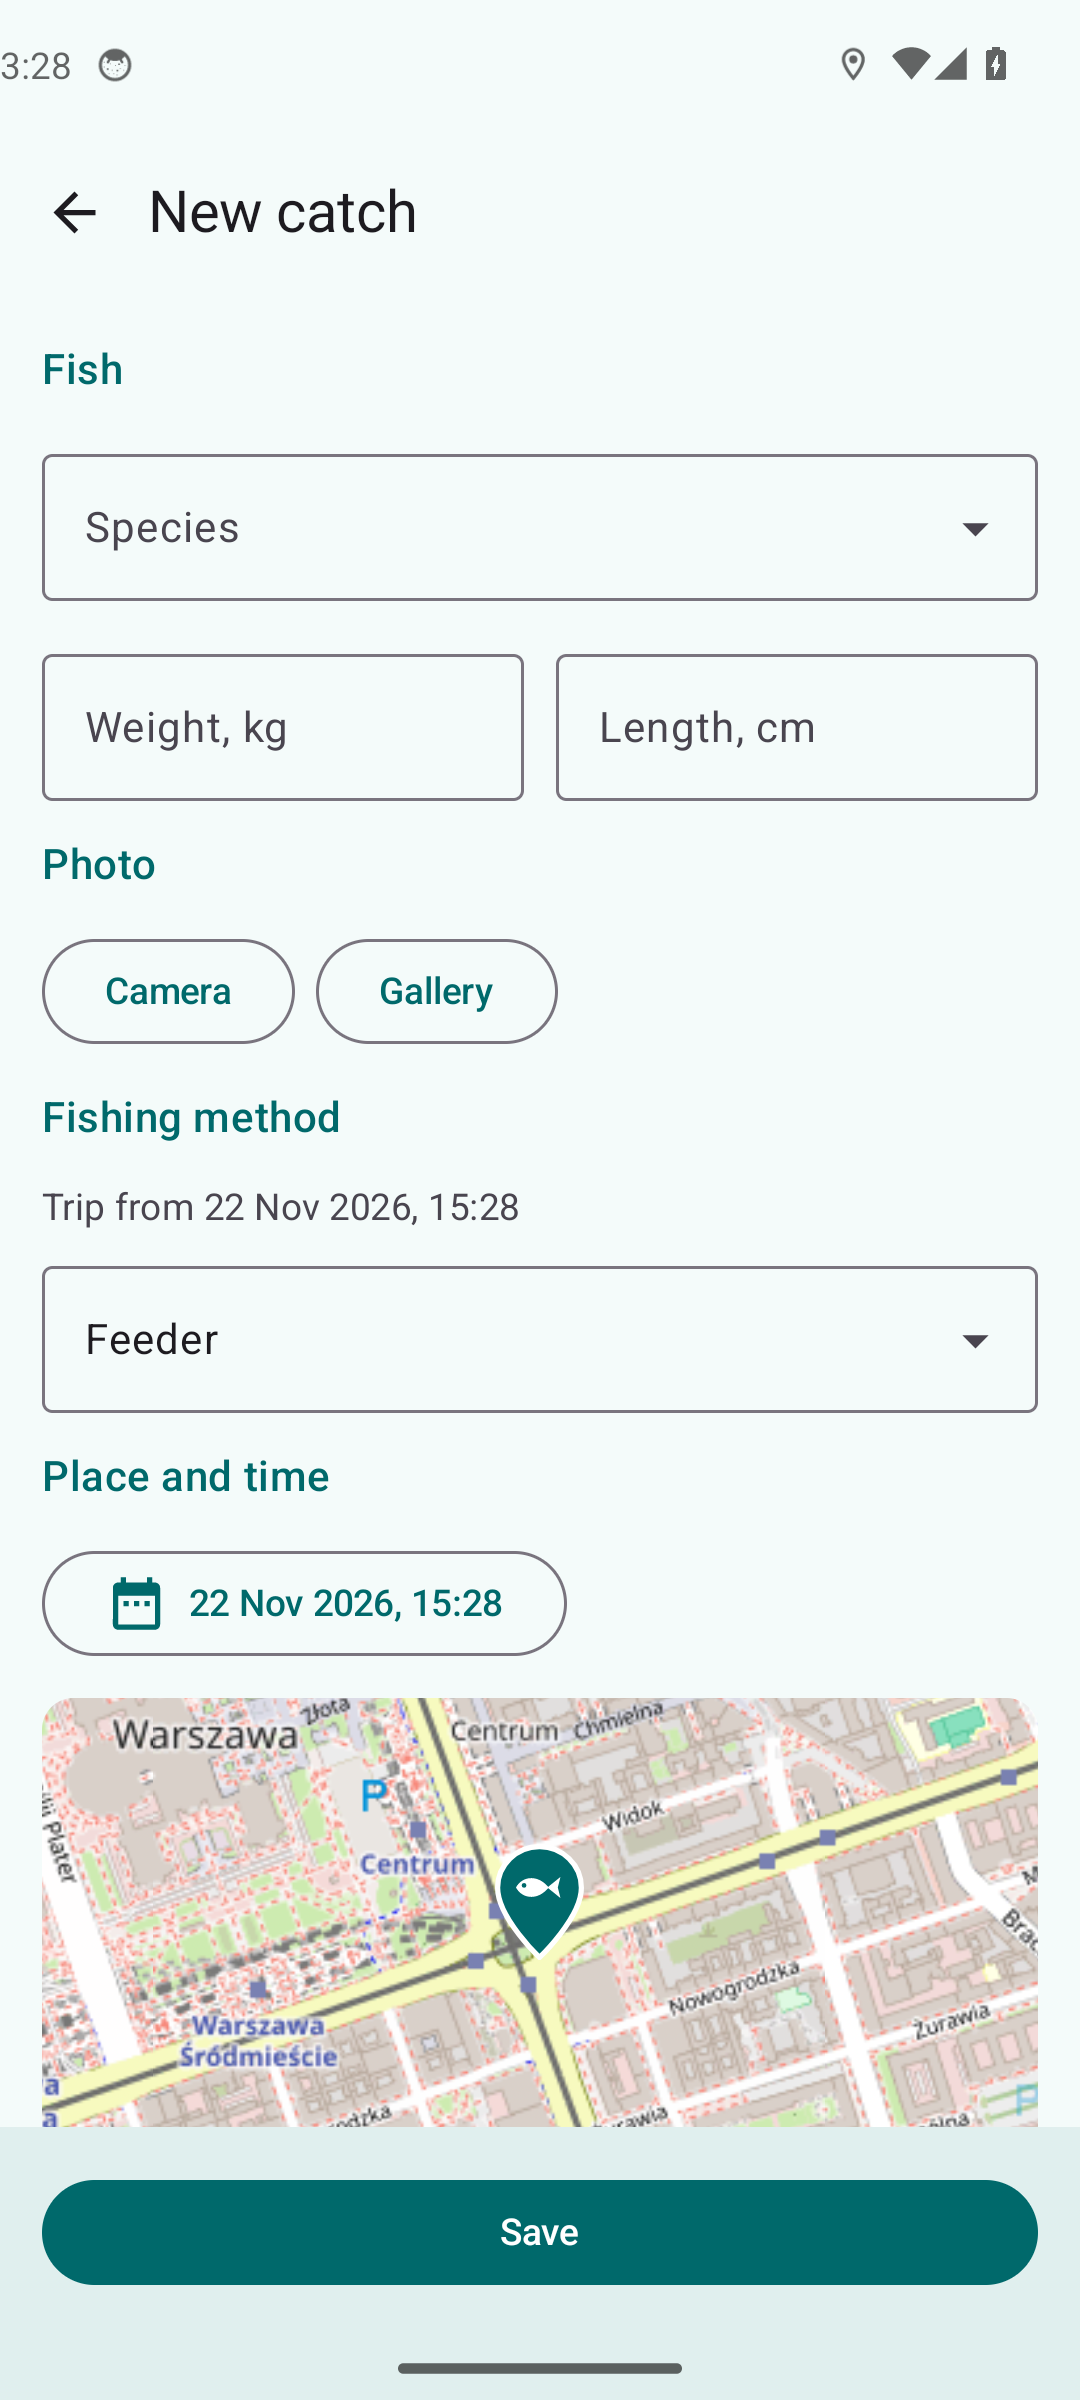 3:28
New catch
Fish
Species
Weight, kg
Length, cm
Photo
Camera
Gallery
Fishing method
Trip from 22 Nov 2026, 15:28
Feeder
Place and time
22 Nov 2026, 15:28
Warszawa
Złota
Centrum
Chmielna
P
Widok
Plater
Centrum
Nowogrodzka
Żurawia
Warszawa
Śródmieście
Save